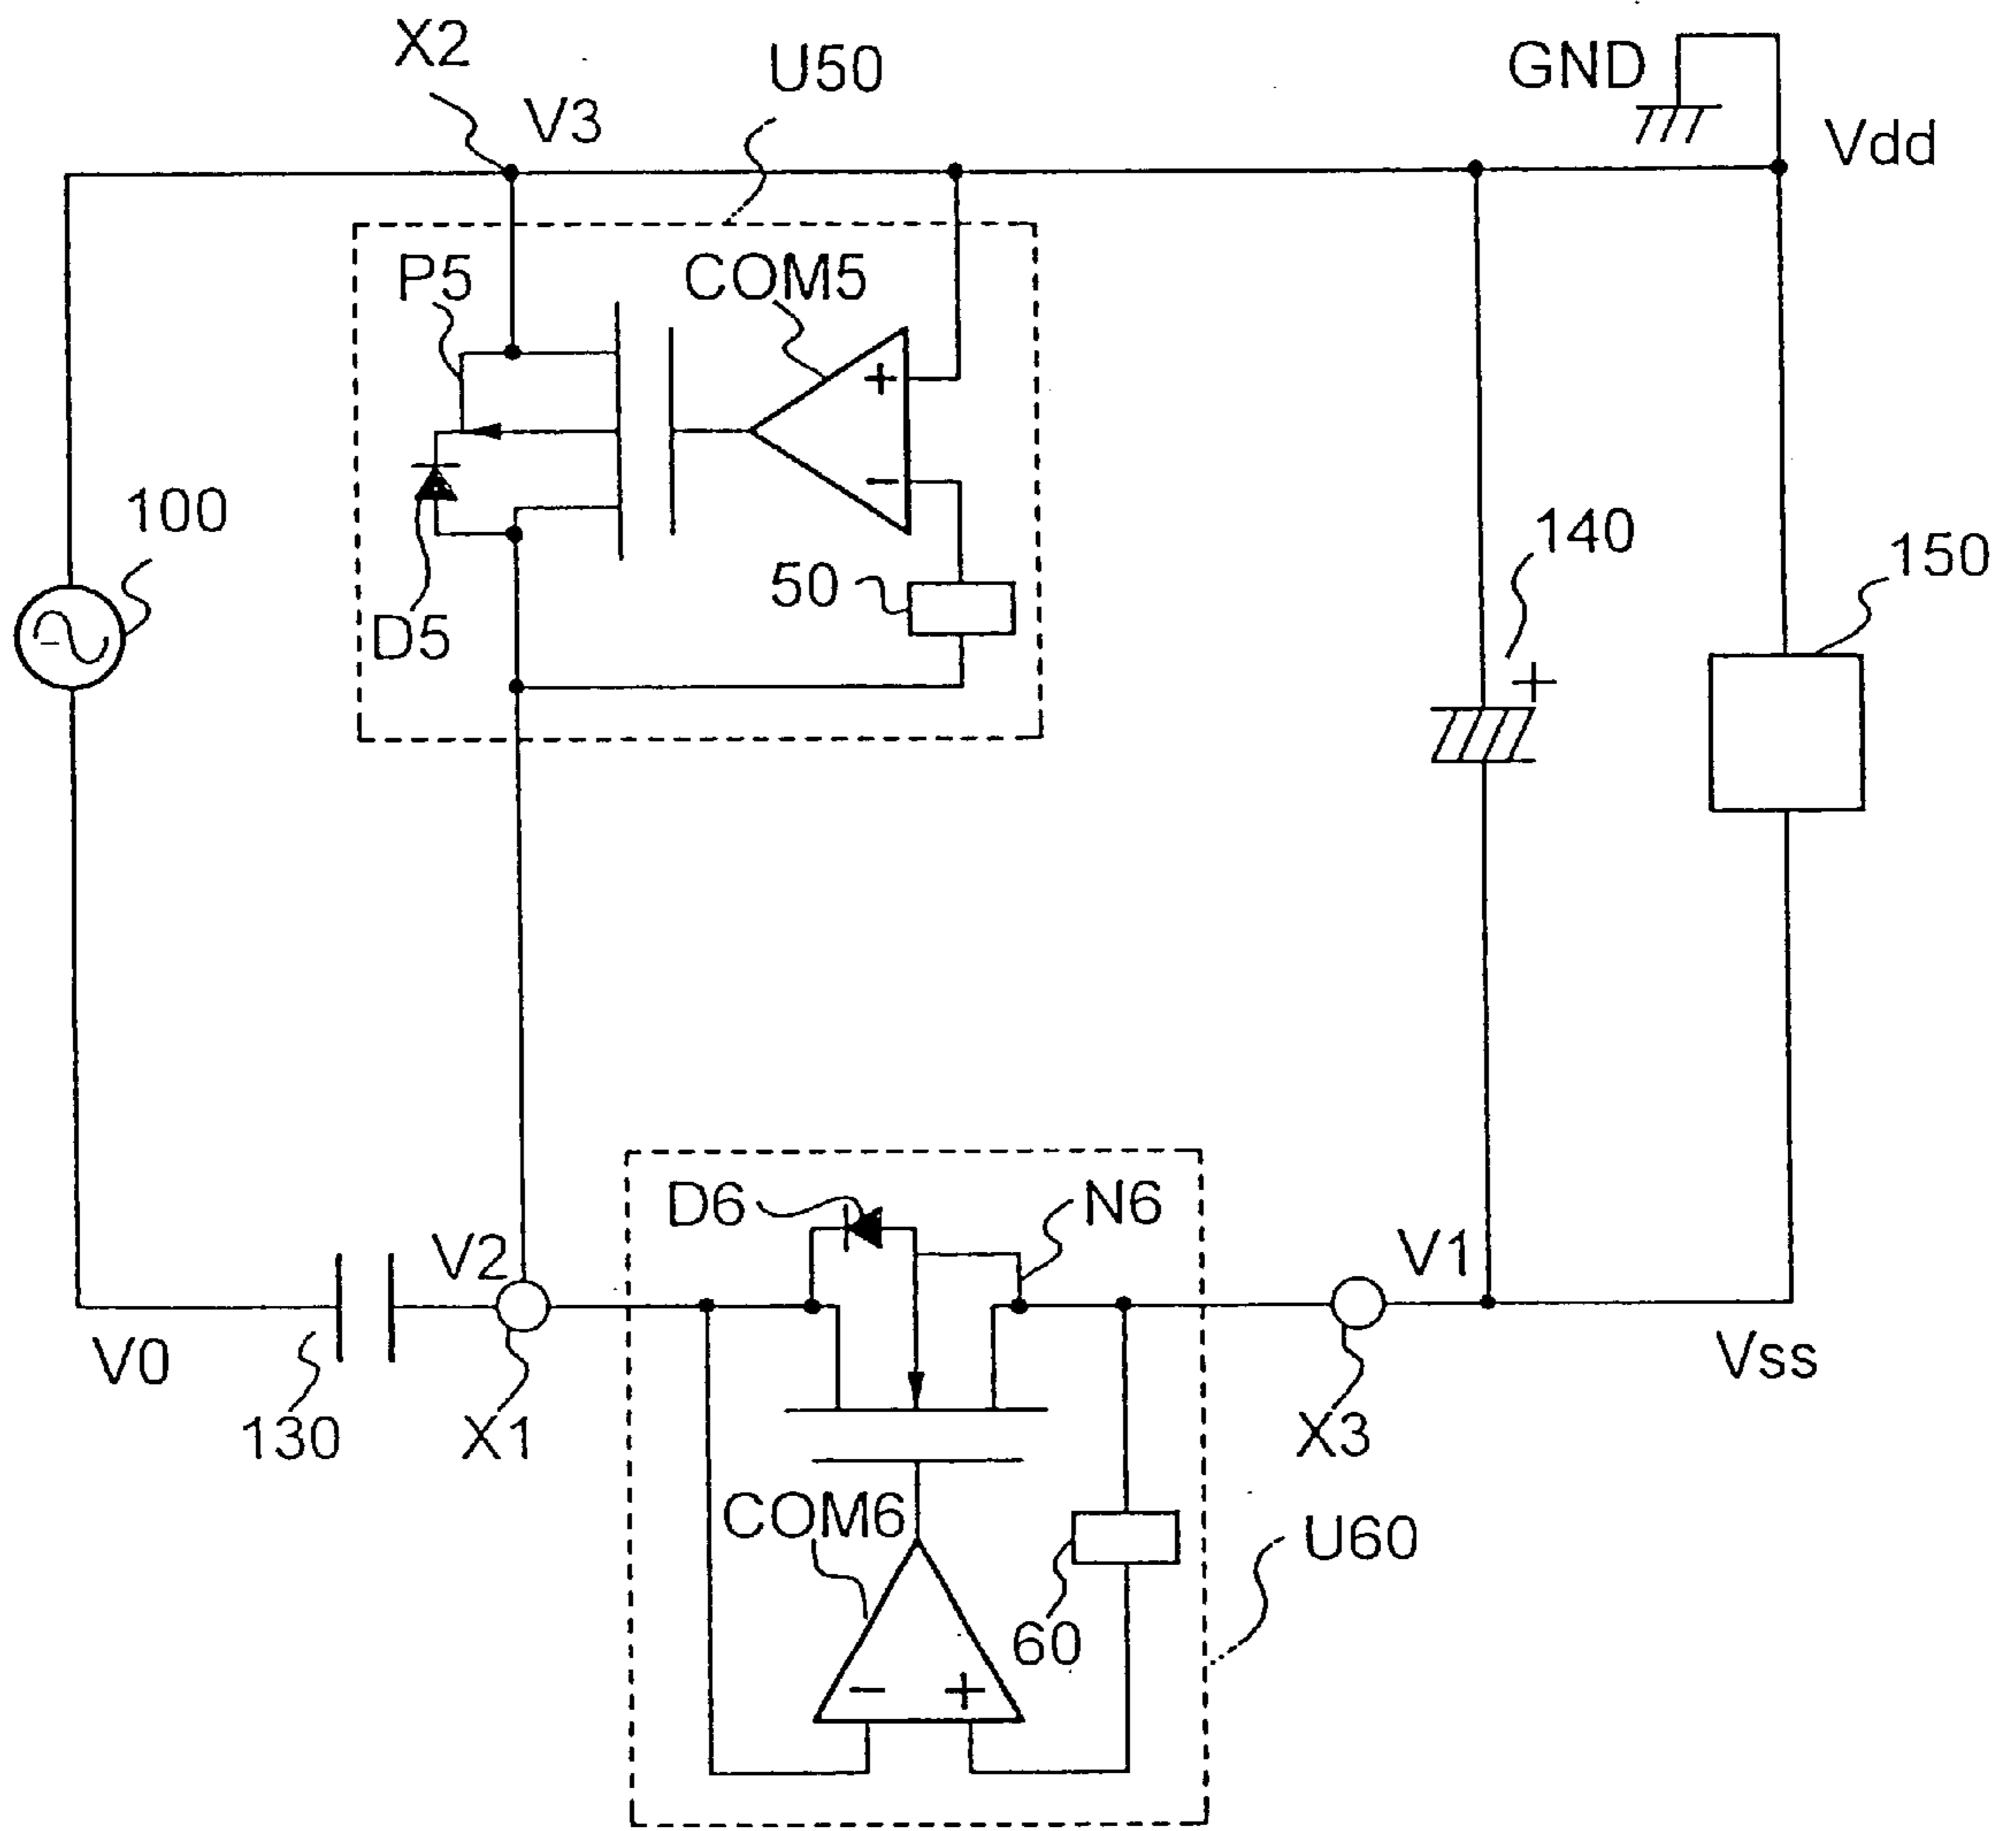 X2
U50
GND
V3
Vdd
P5
COM5
+
100
-
140
150
50
D5
+
D6
N6
V2
V1
V0
Vss
130
X1
X3
COM6
U60
60
- +